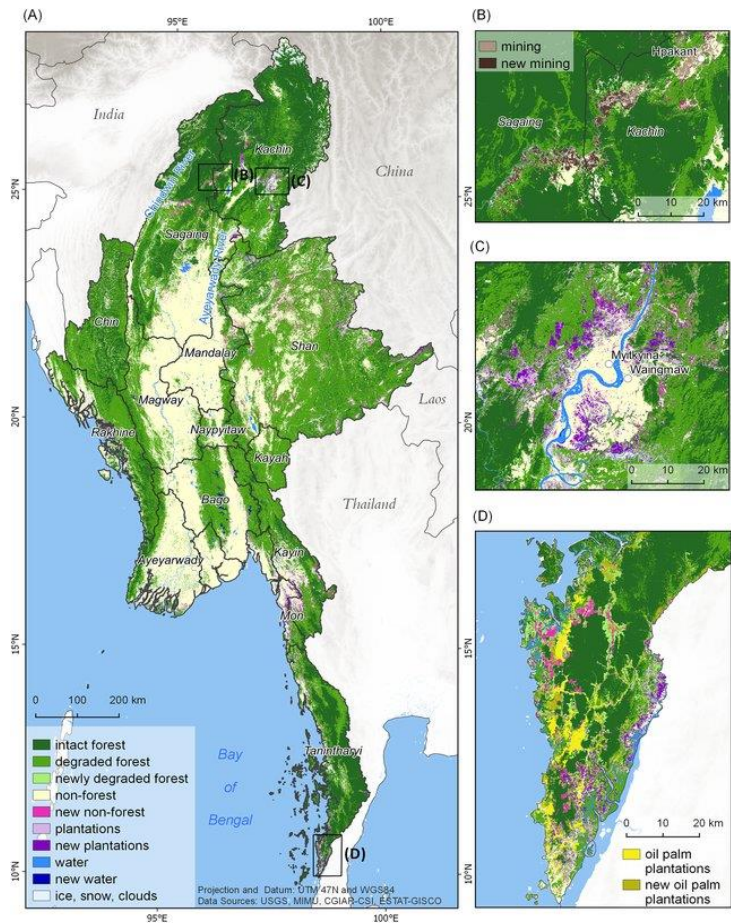 (A)
95°E
100°E
India
Kachin
China
Chindwin River
(B)
(C)
25°N
25°N
Sagaing
Ayeyarwady River
Chin
Shan
Mandalay
Magway
Laos
20°N
20°N
Rakhine
Naypyitaw
Kayah
Bago
Thailand
Ayeyarwady
Kayin
Mon
15°N
15°N
0 100 200 km
Tanintharyi
Bay
of
Bengal
(D)
10°N
10°N
intact forest
degraded forest
newly degraded forest
non-forest
new non-forest
plantations
new plantations
water
new water
ice, snow, clouds
Projection and Datum: UTM 47N and WGS84
Data Sources: USGS, MIMU, CGIAR-CSI, ESTAT-GISCO
95°E
100°E
(B)
mining
new mining
Hpakant
Sagaing
Kachin
0 10 20 km
(C)
Myitkyina
Waingmaw
0 10 20 km
(D)
0 10 20 km
oil palm
plantations
new oil palm
plantations